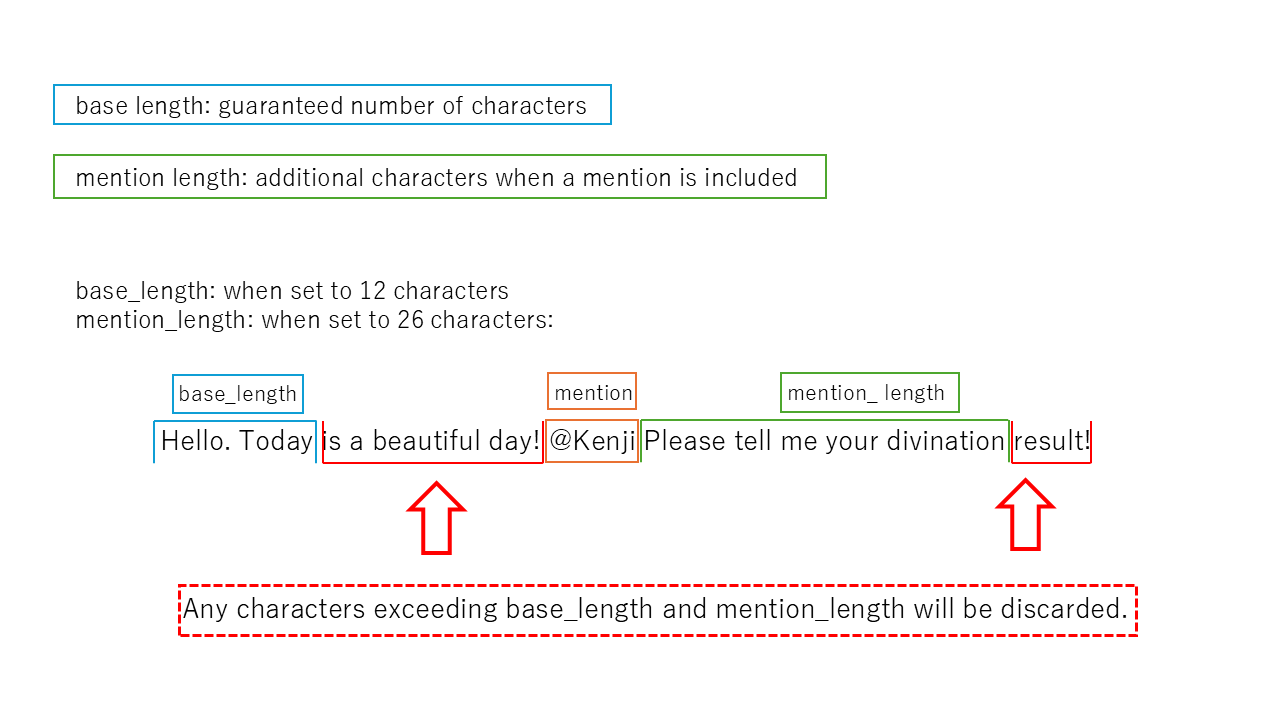 base length: guaranteed number of characters
mention length: additional characters when a mention is included
base_length: when set to 12 characters
mention_length: when set to 26 characters:
base_length mention mention_ length
Hello. Today is a beautiful day! @Kenji Please tell me your divination result!
Any characters exceeding base_length and mention_length will be discarded.